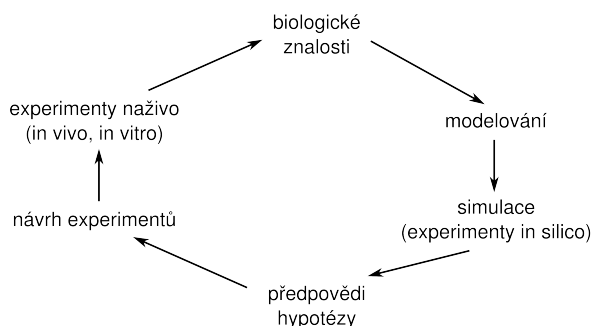 biologické
znalosti
experimenty naživo
(in vivo, in vitro)
modelování
simulace
(experimenty in silico)
návrh experimentů
předpovědi
hypotézy